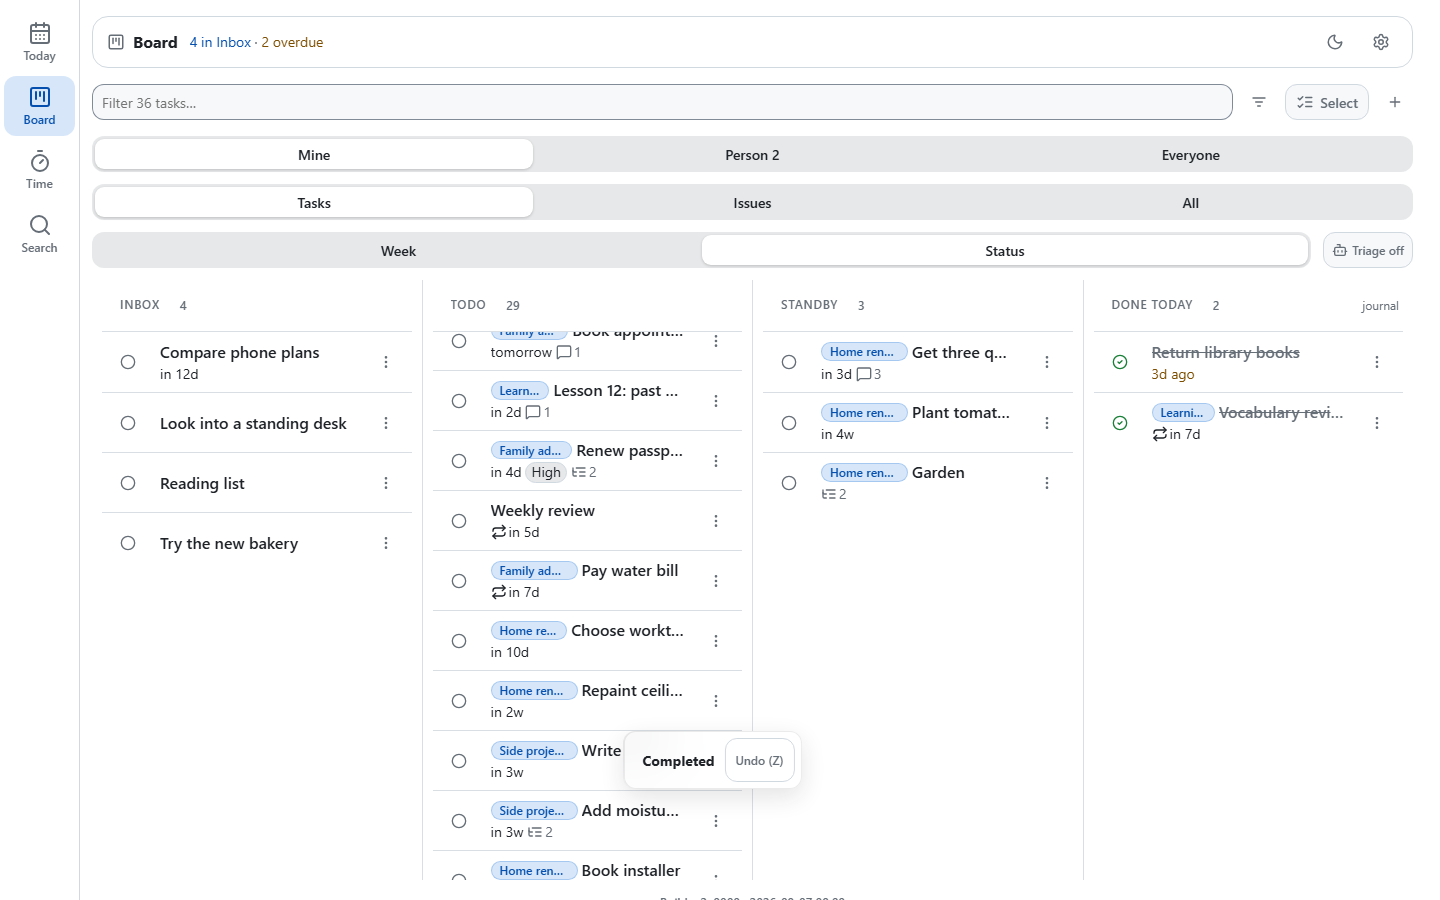 Today
Board
Time
Search
Board 4 in Inbox · 2 overdue
Filter 36 tasks...
Select
Mine
Person 2
Everyone
Tasks
Issues
All
Week
Status
Triage off
INBOX 4
Compare phone plans
in 12d
Look into a standing desk
Reading list
Try the new bakery
TODO 29
Book appoint...
tomorrow 1
Learn... Lesson 12: past ...
in 2d 1
Family ad... Renew passp...
in 4d High 2
Weekly review
in 5d
Family ad... Pay water bill
in 7d
Home re... Choose workt...
in 10d
Home ren... Repaint ceili...
in 2w
Side proje... Write
in 3w
Side proje... Add moistu...
in 3w 2
Home ren... Book installer
STANDBY 3
Home ren... Get three q...
in 3d 3
Home ren... Plant tomat...
in 4w
Home ren... Garden
2
DONE TODAY 2
journal
Return library books
3d ago
Learni... Vocabulary revi...
in 7d
Completed
Undo (Z)